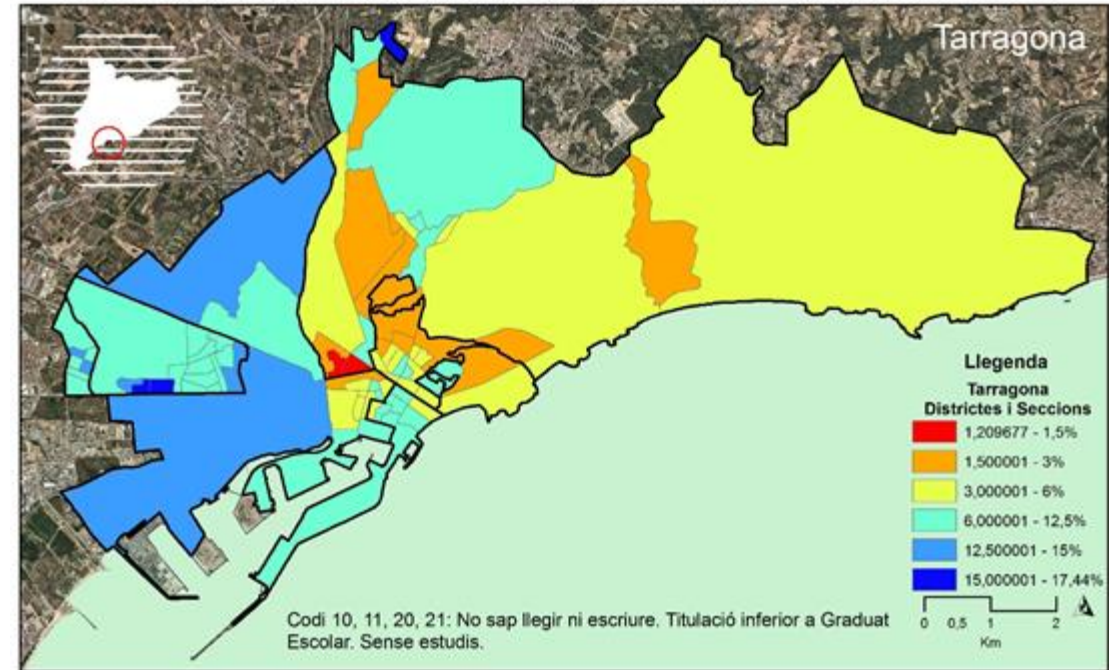 Tarragona
Llegenda
Tarragona
Districtes i Seccions
1,209677 - 1,5%
1,500001 - 3%
3,000001 - 6%
6,000001 - 12,5%
12,500001 - 15%
15,000001 - 17,44%
0 0,5 1 2
Km
Codi 10, 11, 20, 21: No sap llegir ni escriure. Titulació inferior a Graduat
Escolar. Sense estudis.